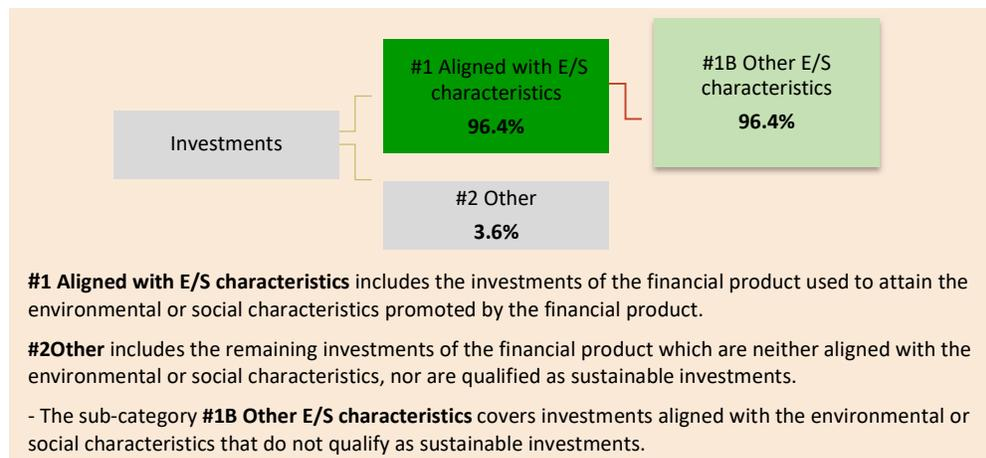 #1 Aligned with E/S
characteristics
96.4%
#1B Other E/S
characteristics
96.4%
Investments
#2 Other
3.6%
#1 Aligned with E/S characteristics includes the investments of the financial product used to attain the
environmental or social characteristics promoted by the financial product.
#2Other includes the remaining investments of the financial product which are neither aligned with the
environmental or social characteristics, nor are qualified as sustainable investments.
- The sub-category #1B Other E/S characteristics covers investments aligned with the environmental or
social characteristics that do not qualify as sustainable investments.